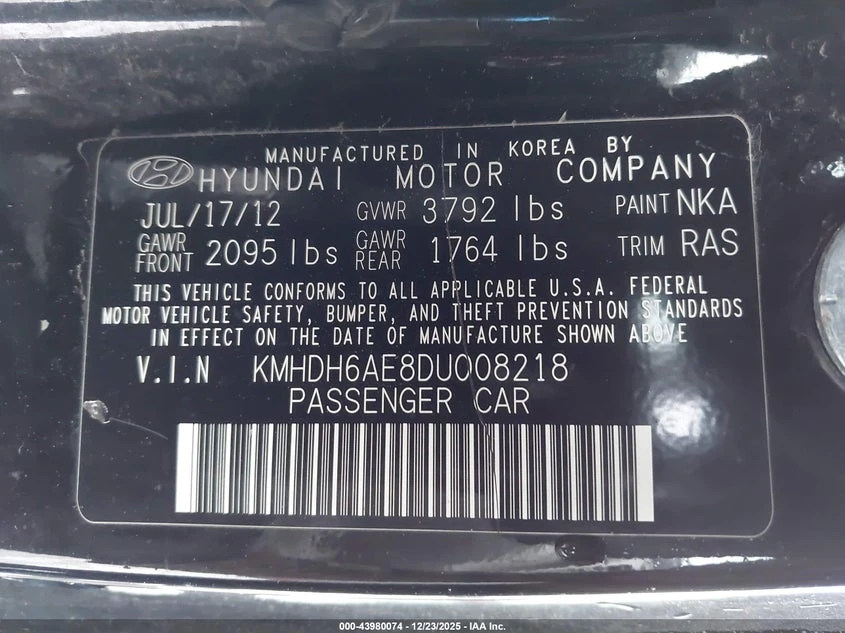 MANUFACTURED IN KOREA BY
HYUNDAI MOTOR COMPANY
JUL/17/12 GVWR 3792 lbs PAINT NKA
GAWR FRONT 2095 lbs GAWR REAR 1764 lbs TRIM RAS
THIS VEHICLE CONFORMS TO ALL APPLICABLE U.S.A. FEDERAL
MOTOR VEHICLE SAFETY, BUMPER, AND THEFT PREVENTION STANDARDS
IN EFFECT ON THE DATE OF MANUFACTURE SHOWN ABOVE
V.I.N KMHDH6AE8DU008218
PASSENGER CAR
000-43980074 - 12/23/2025 - IAA Inc.